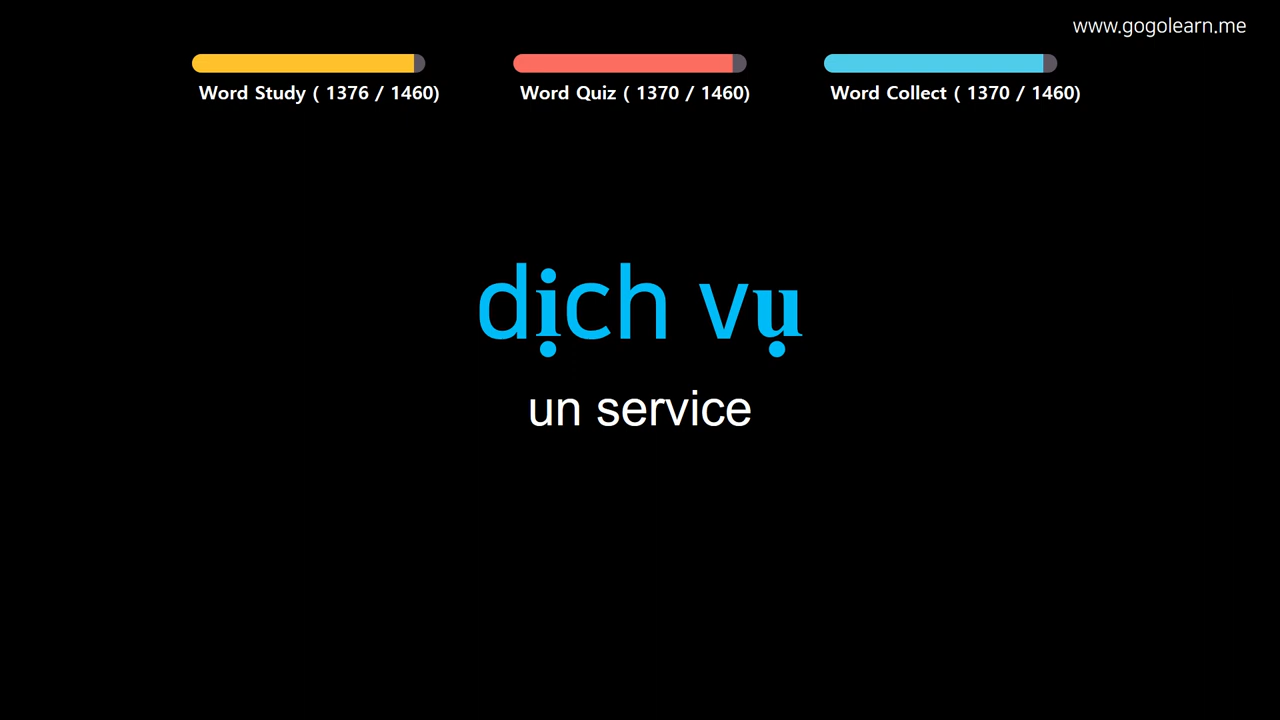 www.gogolearn.me
Word Study ( 1376 / 1460)
Word Quiz ( 1370 / 1460)
Word Collect ( 1370 / 1460)
dịch vụ
un service